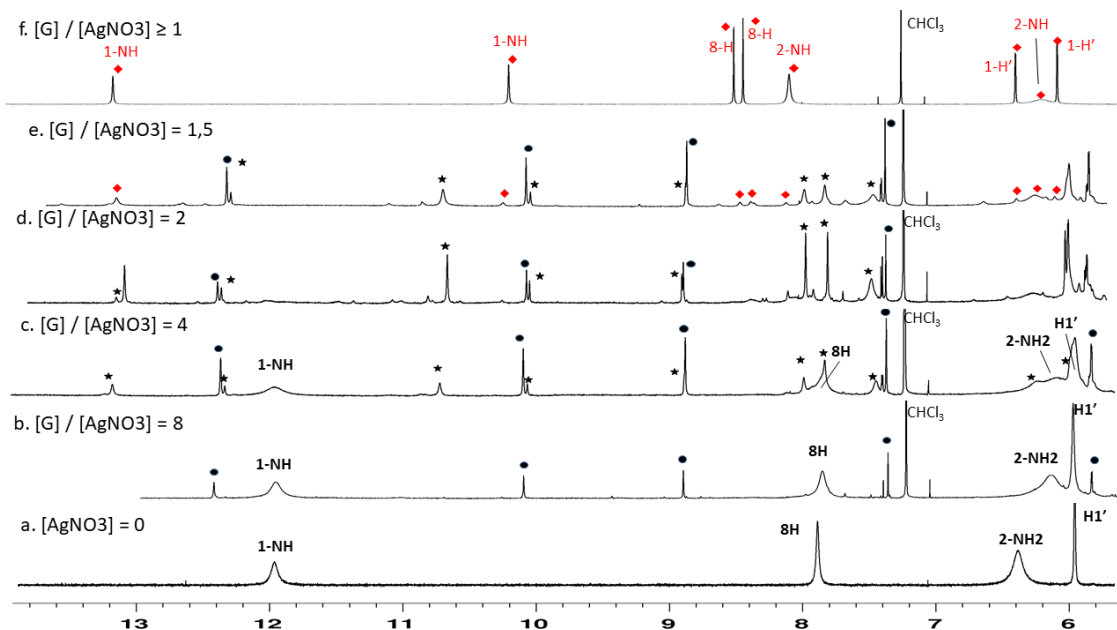 f. [G] / [AgNO3] ≥ 1
1-NH
1-NH
8-H
8-H
2-NH
CHCl3
2-NH
1-H’
1-H’
e. [G] / [AgNO3] = 1,5
d. [G] / [AgNO3] = 2
CHCl3
c. [G] / [AgNO3] = 4
1-NH
8H
2-NH2
H1’
b. [G] / [AgNO3] = 8
1-NH
8H
CHCl3
2-NH2
H1’
a. [AgNO3] = 0
1-NH
8H
2-NH2
H1’
13 12 11 10 9 8 7 6